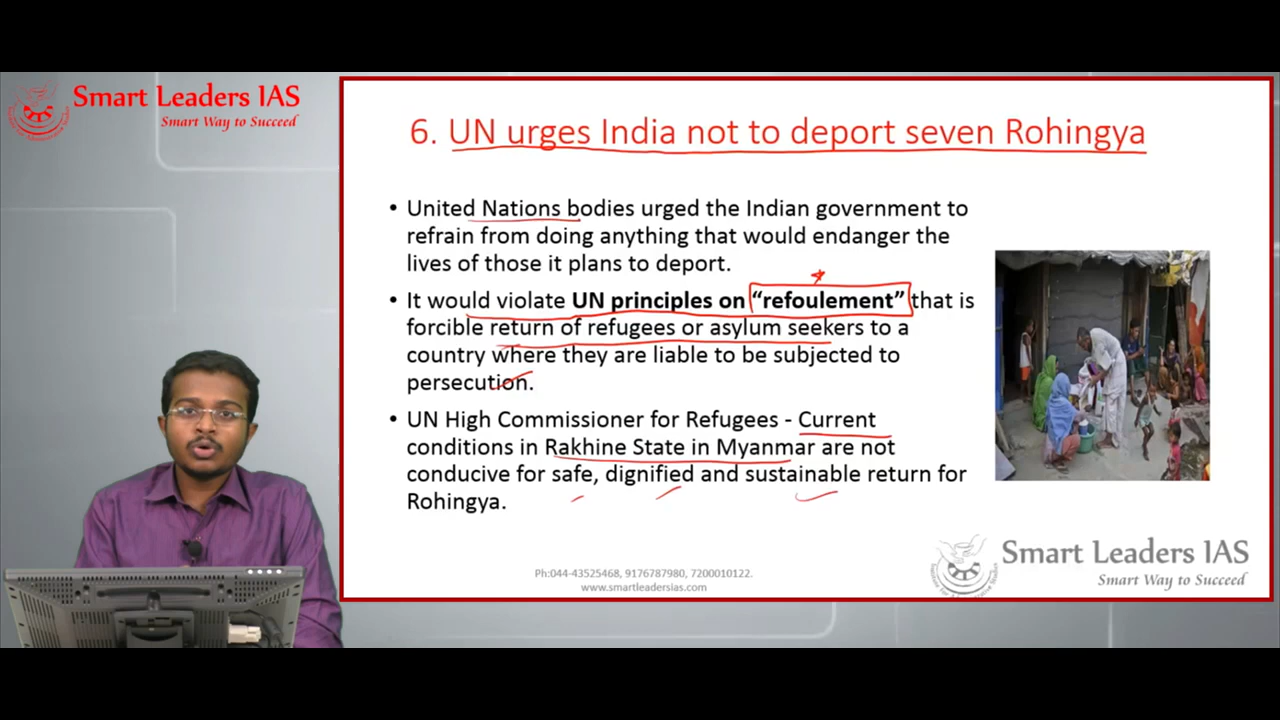 Smart Leaders IAS
Smart Way to Succeed
6. UN urges India not to deport seven Rohingya
• United Nations bodies urged the Indian government to
refrain from doing anything that would endanger the
lives of those it plans to deport.
• It would violate UN principles on “refoulement” that is
forcible return of refugees or asylum seekers to a
country where they are liable to be subjected to
persecution.
• UN High Commissioner for Refugees - Current
conditions in Rakhine State in Myanmar are not
conducive for safe, dignified and sustainable return for
Rohingya.
Smart Leaders IAS
Smart Way to Succeed
Ph:044-43525468, 9176787980, 7200010122.
www.smartleadersias.com